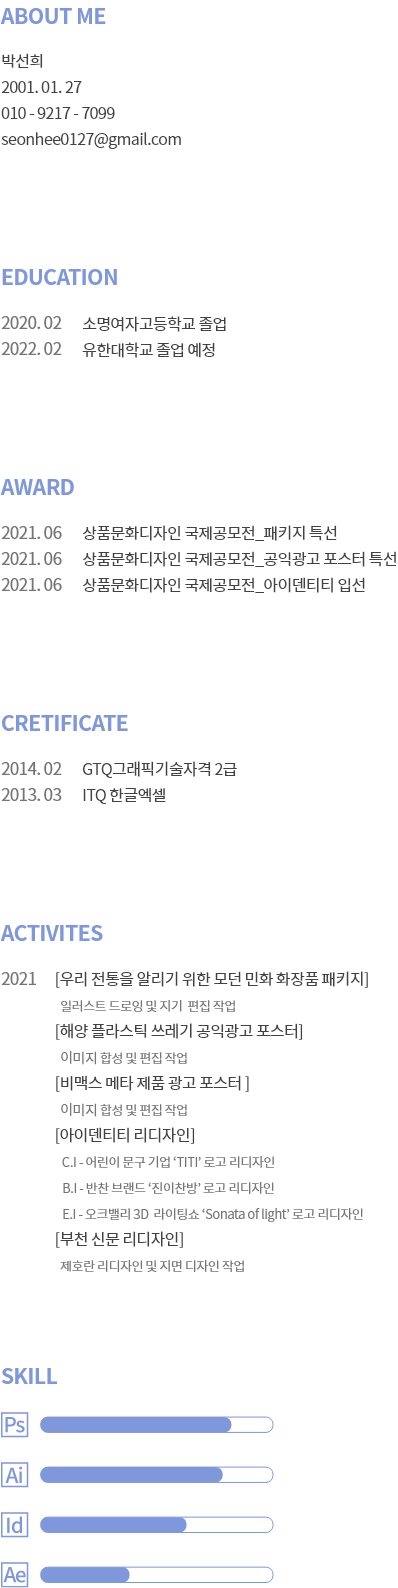 ABOUT ME
박선희
2001. 01. 27
010 - 9217 - 7099
seonhee0127@gmail.com
EDUCATION
2020. 02 소명여자고등학교 졸업
2022. 02 유한대학교 졸업 예정
AWARD
2021. 06 상품문화디자인 국제공모전_패키지 특선
2021. 06 상품문화디자인 국제공모전_공익광고 포스터 특선
2021. 06 상품문화디자인 국제공모전_아이덴티티 입선
CRETIFICATE
2014. 02 GTQ그래픽기술자격 2급
2013. 03 ITQ 한글엑셀
ACTIVITES
2021 [우리 전통을 알리기 위한 모던 민화 화장품 패키지]
일러스트 드로잉 및 지기 편집 작업
[해양 플라스틱 쓰레기 공익광고 포스터]
이미지 합성 및 편집 작업
[비맥스 메타 제품 광고 포스터 ]
이미지 합성 및 편집 작업
[아이덴티티 리디자인]
C.I - 어린이 문구 기업 ‘TITI’ 로고 리디자인
B.I - 반찬 브랜드 ‘진이찬방’ 로고 리디자인
E.I - 오크밸리 3D 라이팅쇼 ‘Sonata of light’ 로고 리디자인
[부천 신문 리디자인]
제호란 리디자인 및 지면 디자인 작업
SKILL
Ps
Ai
Id
Ae